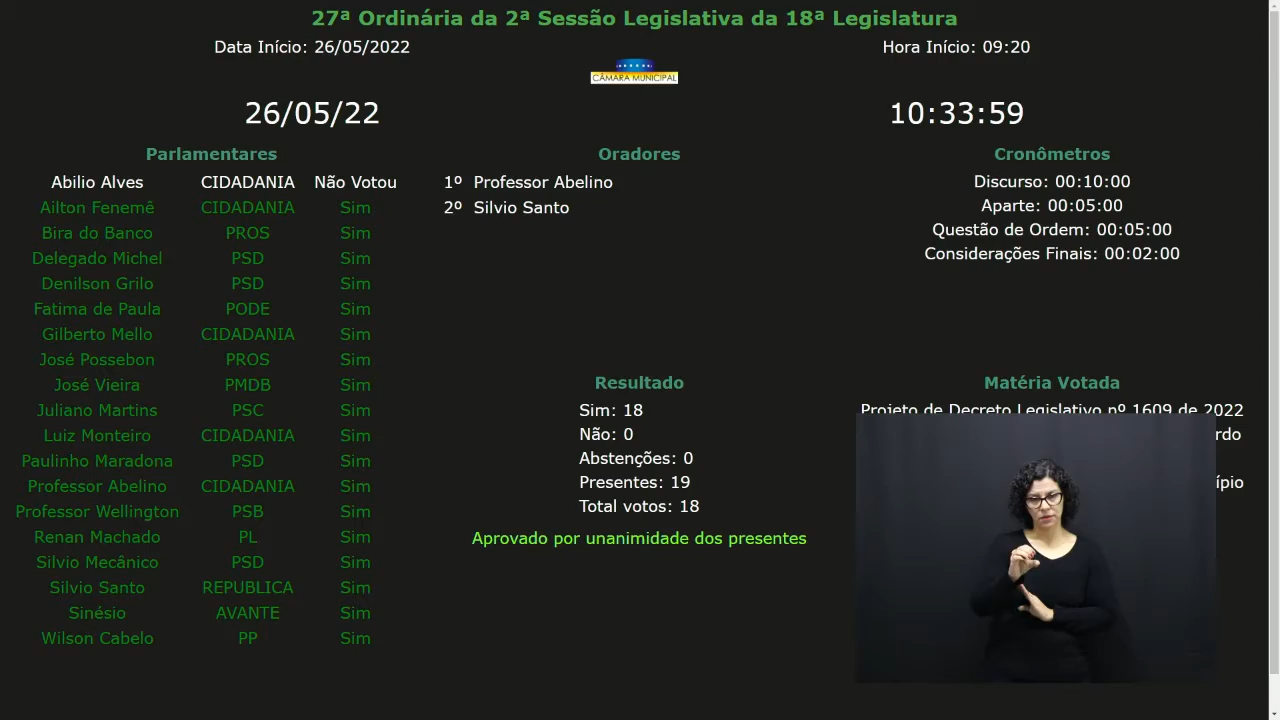 27ª Ordinária da 2ª Sessão Legislativa da 18ª Legislatura
Data Início: 26/05/2022
Hora Início: 09:20
CÂMARA MUNICIPAL
26/05/22
10:33:59
Parlamentares
Abilio Alves CIDADANIA Não Votou
Ailton Fenemê CIDADANIA Sim
Bira do Banco PROS Sim
Delegado Michel PSD Sim
Denilson Grilo PSD Sim
Fatima de Paula PODE Sim
Gilberto Mello CIDADANIA Sim
José Possebon PROS Sim
José Vieira PMDB Sim
Juliano Martins PSC Sim
Luiz Monteiro CIDADANIA Sim
Paulinho Maradona PSD Sim
Professor Abelino CIDADANIA Sim
Professor Wellington PSB Sim
Renan Machado PL Sim
Silvio Mecânico PSD Sim
Silvio Santo REPUBLICA Sim
Sinésio AVANTE Sim
Wilson Cabelo PP Sim
Oradores
1º Professor Abelino
2º Silvio Santo
Cronômetros
Discurso: 00:10:00
Aparte: 00:05:00
Questão de Ordem: 00:05:00
Considerações Finais: 00:02:00
Resultado
Sim: 18
Não: 0
Abstenções: 0
Presentes: 19
Total votos: 18
Aprovado por unanimidade dos presentes
Matéria Votada
Projeto de Decreto Legislativo nº 1609 de 2022
rdo
ípio